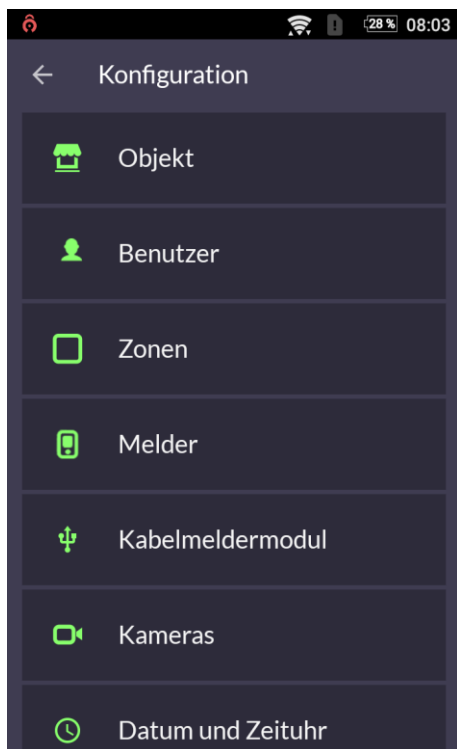 28 % 08:03
Konfiguration
Objekt
Benutzer
Zonen
Melder
Kabelmeldermodul
Kameras
Datum und Zeituhr